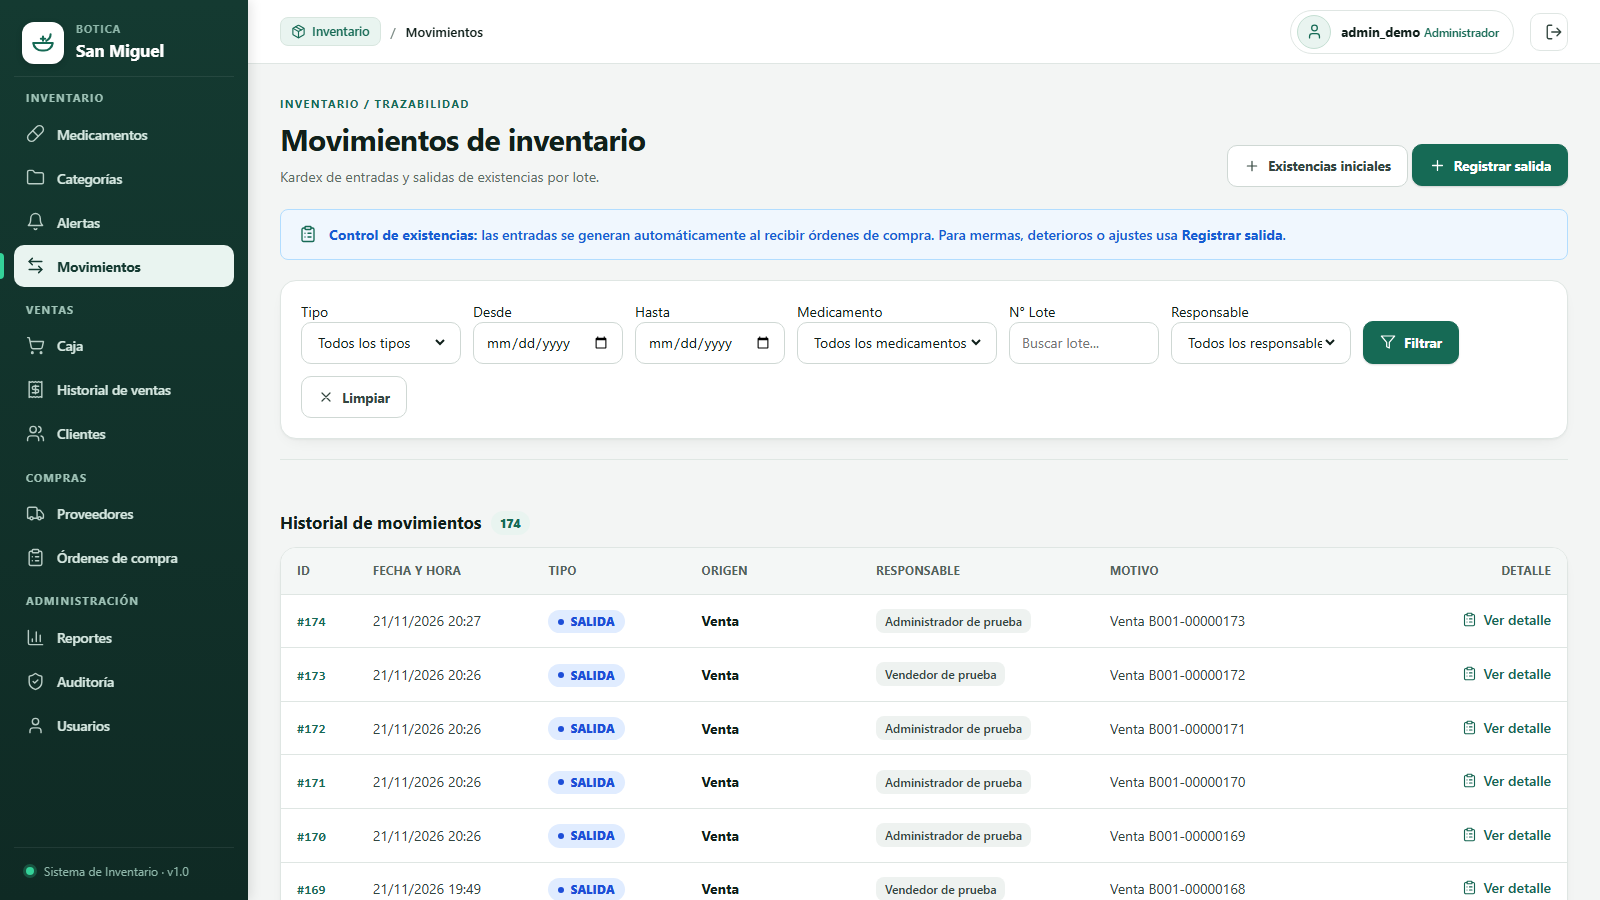 BOTICA
San Miguel
INVENTARIO
Medicamentos
Categorías
Alertas
Movimientos
VENTAS
Caja
Historial de ventas
Clientes
COMPRAS
Proveedores
Órdenes de compra
ADMINISTRACIÓN
Reportes
Auditoría
Usuarios
Sistema de Inventario · v1.0
Inventario / Movimientos
admin_demo Administrador
INVENTARIO / TRAZABILIDAD
Movimientos de inventario
Kardex de entradas y salidas de existencias por lote.
Existencias iniciales
Registrar salida
Control de existencias: las entradas se generan automáticamente al recibir órdenes de compra. Para mermas, deterioros o ajustes usa Registrar salida.
Tipo Desde Hasta Medicamento N° Lote Responsable
Todos los tipos mm/dd/yyyy mm/dd/yyyy Todos los medicamentos Buscar lote... Todos los responsable Filtrar
Limpiar
Historial de movimientos 174
ID FECHA Y HORA TIPO ORIGEN RESPONSABLE MOTIVO DETALLE
#174 21/11/2026 20:27 SALIDA Venta Administrador de prueba Venta B001-00000173 Ver detalle
#173 21/11/2026 20:26 SALIDA Venta Vendedor de prueba Venta B001-00000172 Ver detalle
#172 21/11/2026 20:26 SALIDA Venta Administrador de prueba Venta B001-00000171 Ver detalle
#171 21/11/2026 20:26 SALIDA Venta Administrador de prueba Venta B001-00000170 Ver detalle
#170 21/11/2026 20:26 SALIDA Venta Administrador de prueba Venta B001-00000169 Ver detalle
#169 21/11/2026 19:49 SALIDA Venta Vendedor de prueba Venta B001-00000168 Ver detalle